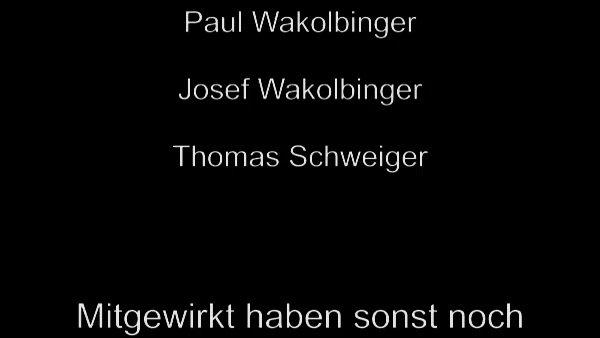 Paul Wakolbinger
Josef Wakolbinger
Thomas Schweiger
Mitgewirkt haben sonst noch